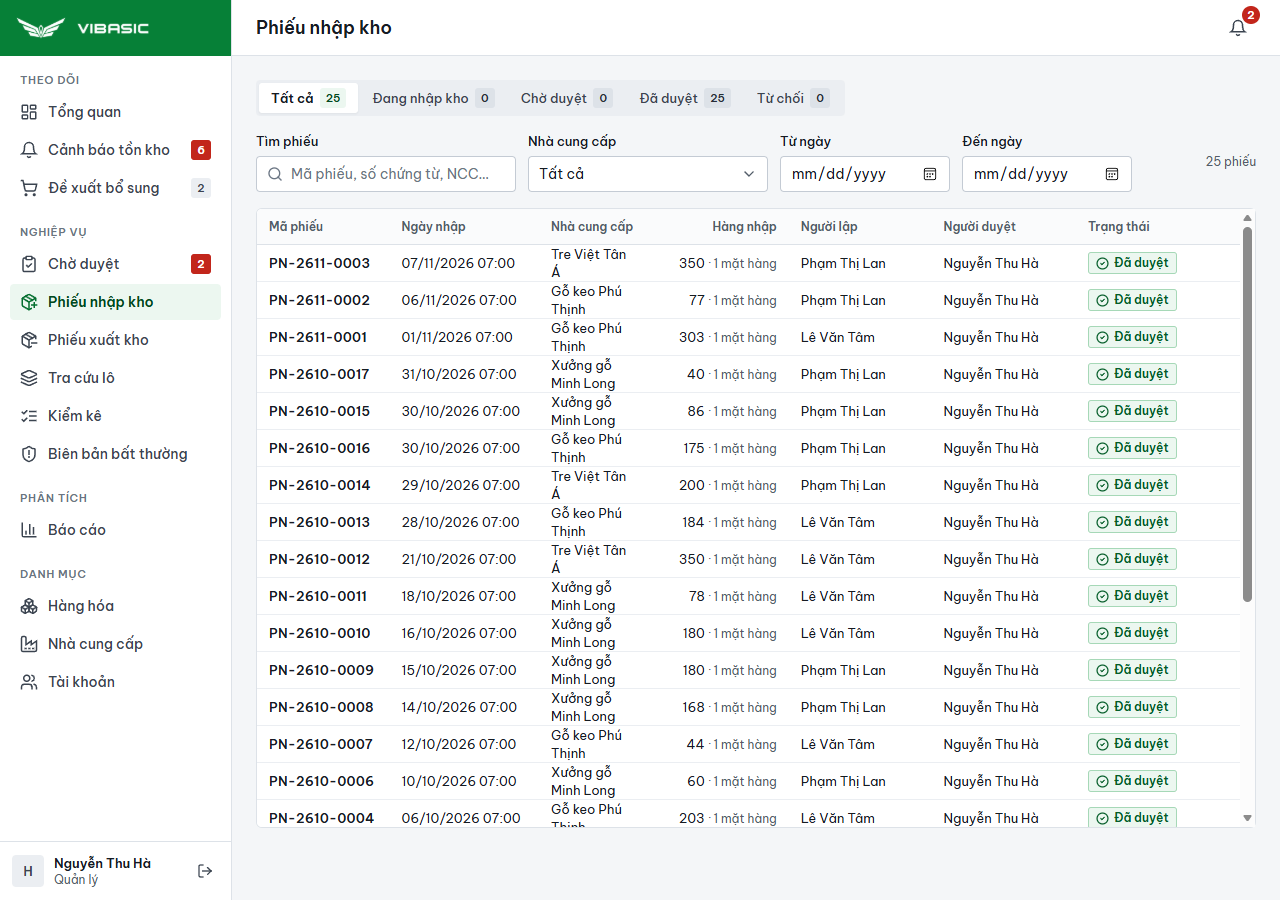 VIBASIC
Phiếu nhập kho
2
THEO DÕI
Tổng quan
Cảnh báo tồn kho 6
Đề xuất bổ sung 2
NGHIỆP VỤ
Chờ duyệt 2
Phiếu nhập kho
Phiếu xuất kho
Tra cứu lô
Kiểm kê
Biên bản bất thường
PHÂN TÍCH
Báo cáo
DANH MỤC
Hàng hóa
Nhà cung cấp
Tài khoản
H
Nguyễn Thu Hà
Quản lý
Tất cả 25 Đang nhập kho 0 Chờ duyệt 0 Đã duyệt 25 Từ chối 0
Tìm phiếu Nhà cung cấp Từ ngày Đến ngày
Mã phiếu, số chứng từ, NCC... Tất cả mm/dd/yyyy mm/dd/yyyy
25 phiếu
Mã phiếu Ngày nhập Nhà cung cấp Hàng nhập Người lập Người duyệt Trạng thái
PN-2611-0003 07/11/2026 07:00 Tre Việt Tân Á 350 · 1 mặt hàng Phạm Thị Lan Nguyễn Thu Hà Đã duyệt
PN-2611-0002 06/11/2026 07:00 Gỗ keo Phú Thịnh 77 · 1 mặt hàng Phạm Thị Lan Nguyễn Thu Hà Đã duyệt
PN-2611-0001 01/11/2026 07:00 Gỗ keo Phú Thịnh 303 · 1 mặt hàng Lê Văn Tâm Nguyễn Thu Hà Đã duyệt
PN-2610-0017 31/10/2026 07:00 Xưởng gỗ Minh Long 40 · 1 mặt hàng Phạm Thị Lan Nguyễn Thu Hà Đã duyệt
PN-2610-0015 30/10/2026 07:00 Xưởng gỗ Minh Long 86 · 1 mặt hàng Phạm Thị Lan Nguyễn Thu Hà Đã duyệt
PN-2610-0016 30/10/2026 07:00 Gỗ keo Phú Thịnh 175 · 1 mặt hàng Phạm Thị Lan Nguyễn Thu Hà Đã duyệt
PN-2610-0014 29/10/2026 07:00 Tre Việt Tân Á 200 · 1 mặt hàng Phạm Thị Lan Nguyễn Thu Hà Đã duyệt
PN-2610-0013 28/10/2026 07:00 Gỗ keo Phú Thịnh 184 · 1 mặt hàng Lê Văn Tâm Nguyễn Thu Hà Đã duyệt
PN-2610-0012 21/10/2026 07:00 Tre Việt Tân Á 350 · 1 mặt hàng Lê Văn Tâm Nguyễn Thu Hà Đã duyệt
PN-2610-0011 18/10/2026 07:00 Xưởng gỗ Minh Long 78 · 1 mặt hàng Lê Văn Tâm Nguyễn Thu Hà Đã duyệt
PN-2610-0010 16/10/2026 07:00 Xưởng gỗ Minh Long 180 · 1 mặt hàng Lê Văn Tâm Nguyễn Thu Hà Đã duyệt
PN-2610-0009 15/10/2026 07:00 Xưởng gỗ Minh Long 180 · 1 mặt hàng Phạm Thị Lan Nguyễn Thu Hà Đã duyệt
PN-2610-0008 14/10/2026 07:00 Xưởng gỗ Minh Long 168 · 1 mặt hàng Phạm Thị Lan Nguyễn Thu Hà Đã duyệt
PN-2610-0007 12/10/2026 07:00 Gỗ keo Phú Thịnh 44 · 1 mặt hàng Lê Văn Tâm Nguyễn Thu Hà Đã duyệt
PN-2610-0006 10/10/2026 07:00 Xưởng gỗ Minh Long 60 · 1 mặt hàng Phạm Thị Lan Nguyễn Thu Hà Đã duyệt
PN-2610-0004 06/10/2026 07:00 Gỗ keo Phú Thịnh 203 · 1 mặt hàng Lê Văn Tâm Nguyễn Thu Hà Đã duyệt